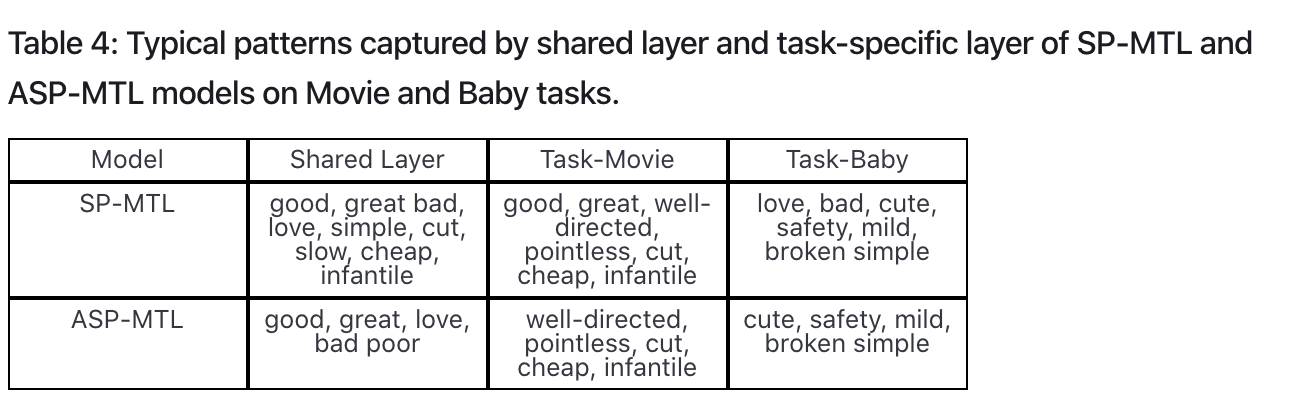 Table 4: Typical patterns captured by shared layer and task-specific layer of SP-MTL and
ASP-MTL models on Movie and Baby tasks.
Model
Shared Layer
Task-Movie
Task-Baby
SP-MTL
good, great bad,
love, simple, cut,
slow, cheap,
infantile
good, great, well-
directed,
pointless, cut,
cheap, infantile
love, bad, cute,
safety, mild,
broken simple
ASP-MTL
good, great, love,
bad poor
well-directed,
pointless, cut,
cheap, infantile
cute, safety, mild,
broken simple